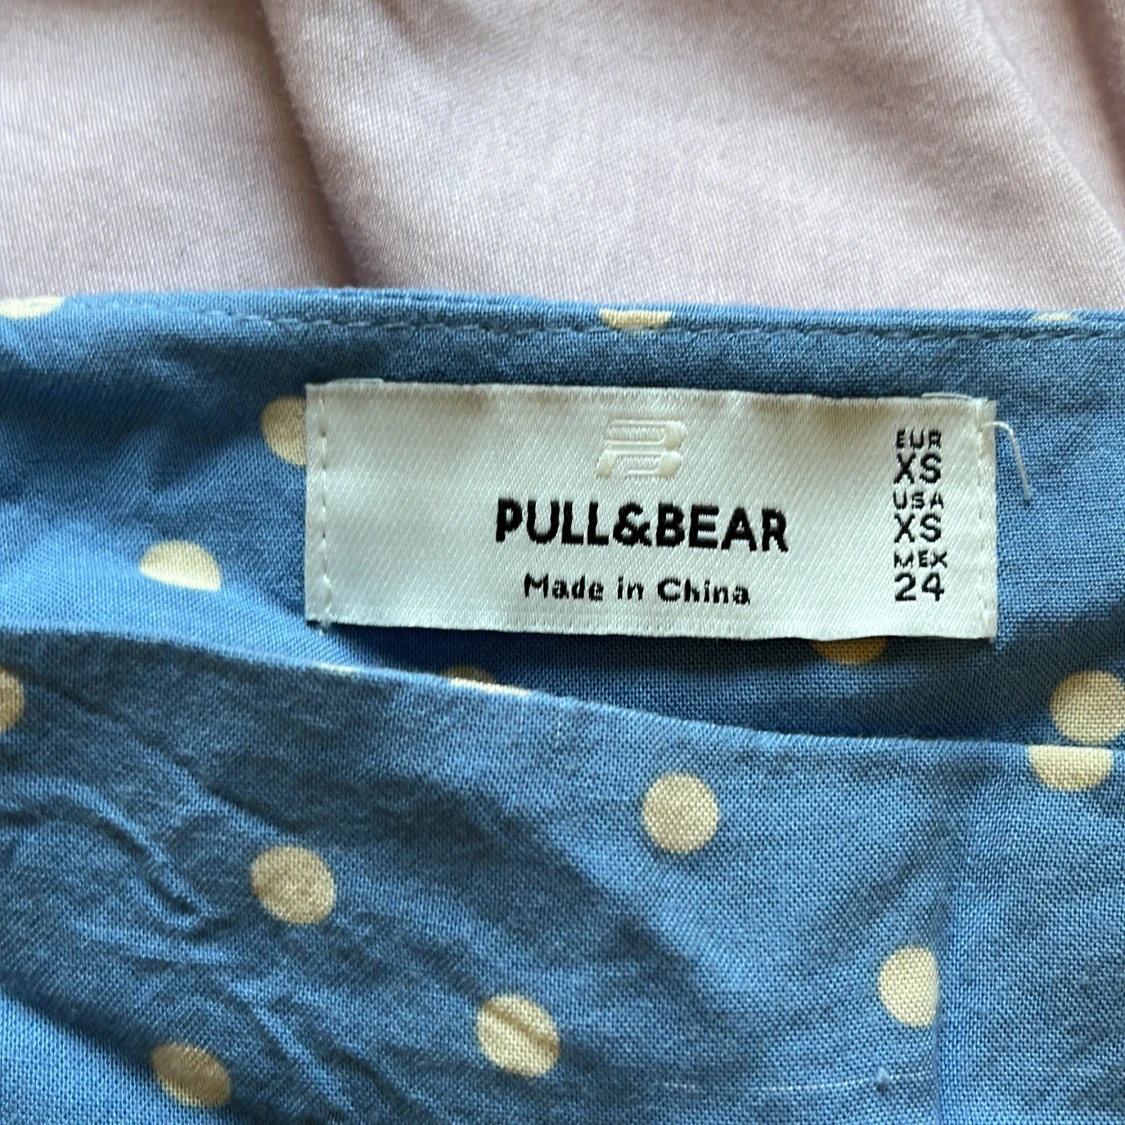 PULL&BEAR
Made in China
EUR
XS
USA
XS
MEX
24